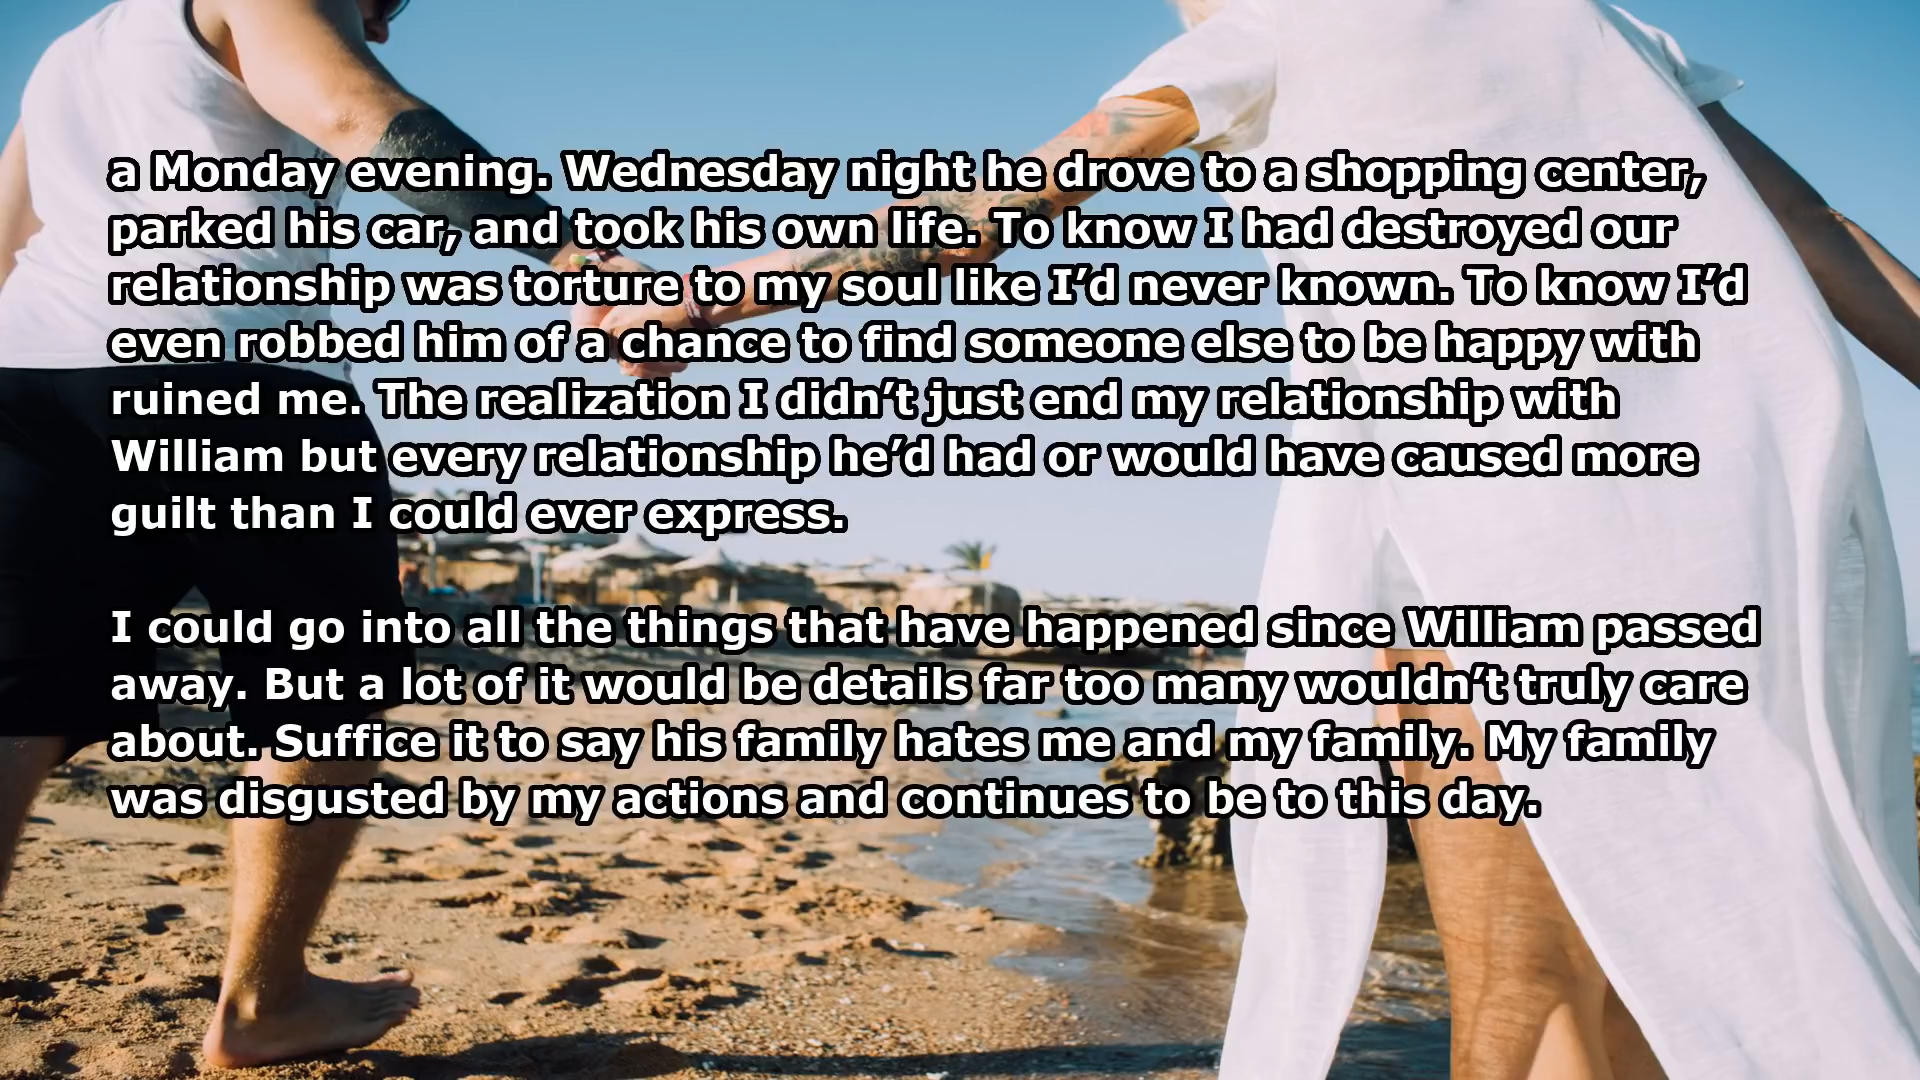 a Monday evening. Wednesday night he drove to a shopping center,
parked his car, and took his own life. To know I had destroyed our
relationship was torture to my soul like I’d never known. To know I’d
even robbed him of a chance to find someone else to be happy with
ruined me. The realization I didn’t just end my relationship with
William but every relationship he’d had or would have caused more
guilt than I could ever express.
I could go into all the things that have happened since William passed
away. But a lot of it would be details far too many wouldn’t truly care
about. Suffice it to say his family hates me and my family. My family
was disgusted by my actions and continues to be to this day.